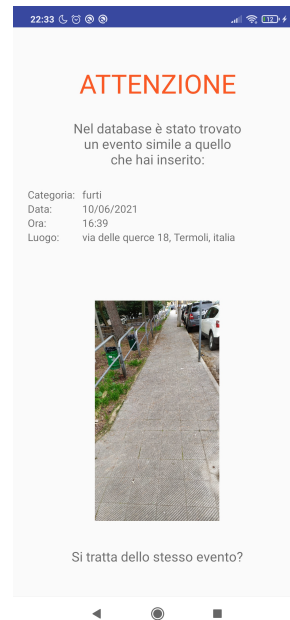 22:33
12
ATTENZIONE
Nel database è stato trovato
un evento simile a quello
che hai inserito:
Categoria: furti
Data: 10/06/2021
Ora: 16:39
Luogo: via delle querce 18, Termoli, italia
Si tratta dello stesso evento?